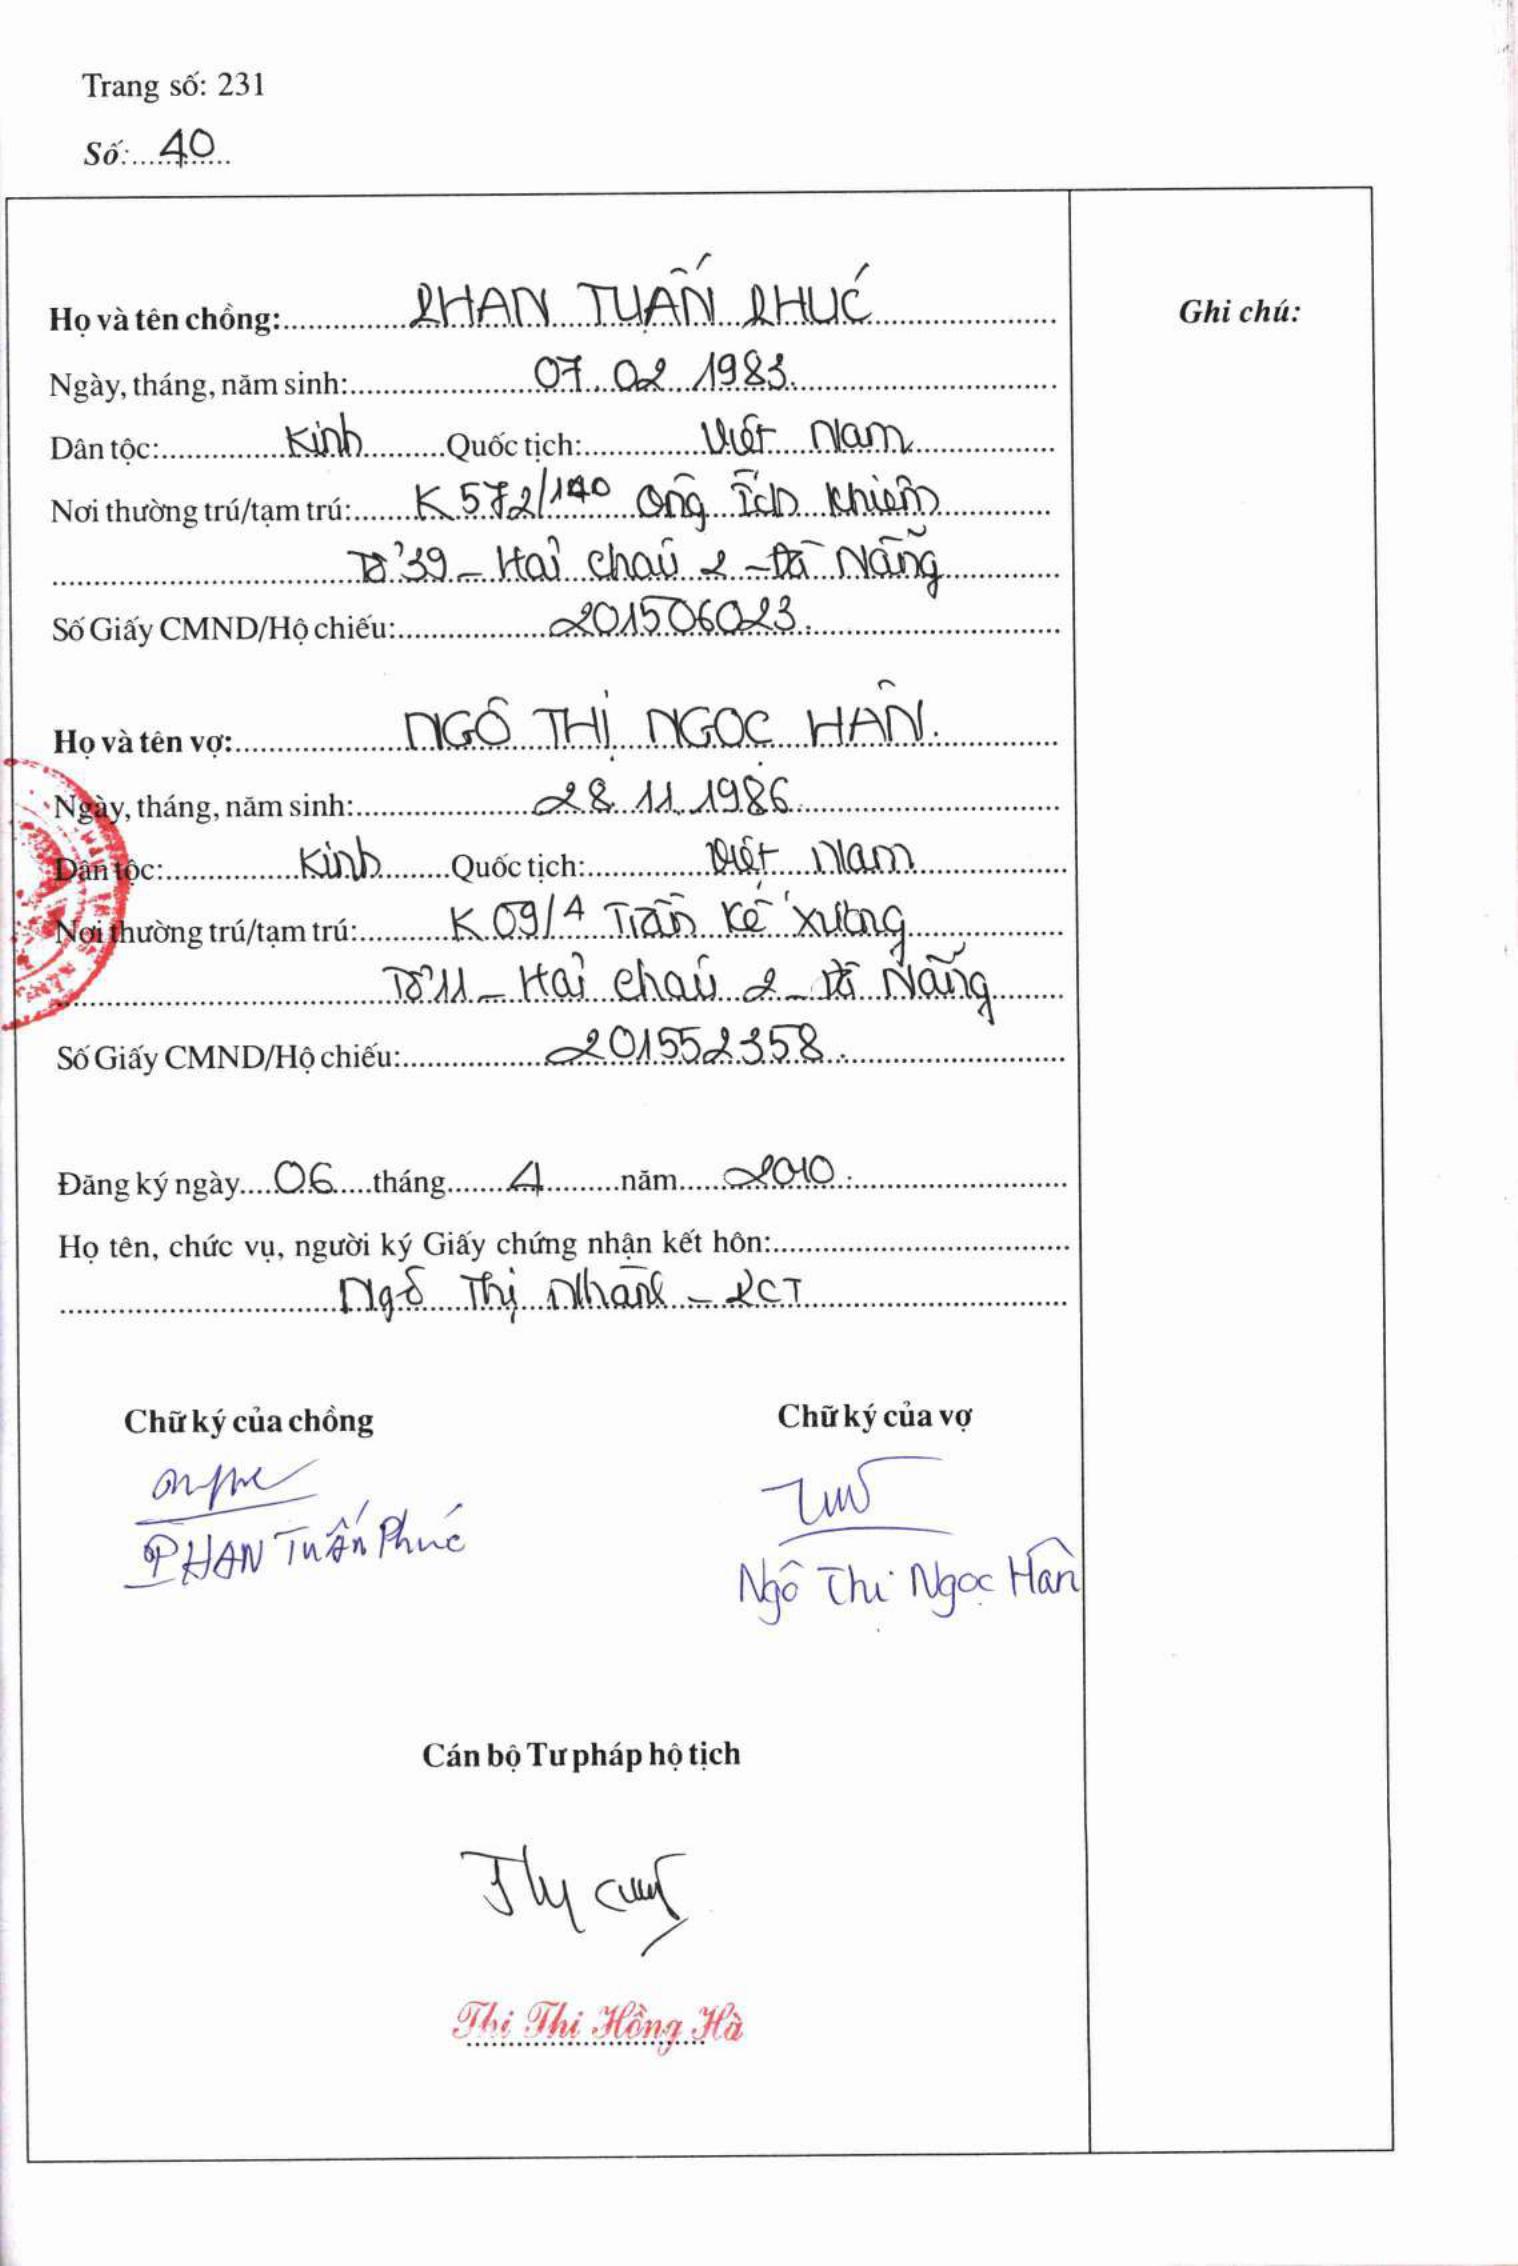 Trang số: 231
Số: 40
Họ và tên chồng: PHAN TUẤN PHÚC
Ghi chú:
Ngày, tháng, năm sinh: 07. 02 1983.
Dân tộc: Kinh Quốc tịch: Việt Nam
Nơi thường trú/tạm trú: K 572/140 Ông Ích Khiêm
Tổ 39 - Hải Châu 2 - Đà Nẵng
Số Giấy CMND/Hộ chiếu: 201506023.
Họ và tên vợ: NGÔ THỊ NGỌC HÂN.
Ngày, tháng, năm sinh: 28. 11. 1986
Dân tộc: Kinh Quốc tịch: Việt Nam
Nơi thường trú/tạm trú: K 09/4 Trần Kế Xương
Tổ 11 - Hải Châu 2 - Đà Nẵng
Số Giấy CMND/Hộ chiếu: 201552358.
Đăng ký ngày 06 tháng 4 năm 2010.
Họ tên, chức vụ, người ký Giấy chứng nhận kết hôn:
Ngô Thị - PCT
Chữ ký của chồng
Chữ ký của vợ
PHAN Tuấn Phúc
Ngô Thị Ngọc Hân
Cán bộ Tư pháp hộ tịch
Thi Thi Hồng Hà